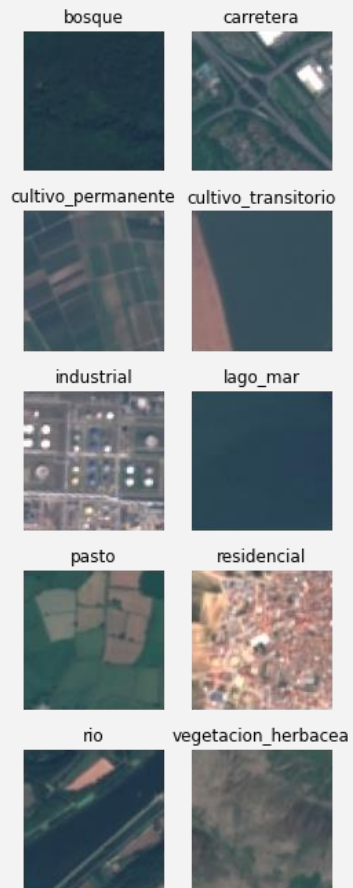 bosque
carretera
cultivo_permanente
cultivo_transitorio
industrial
lago_mar
pasto
residencial
rio
vegetacion_herbacea